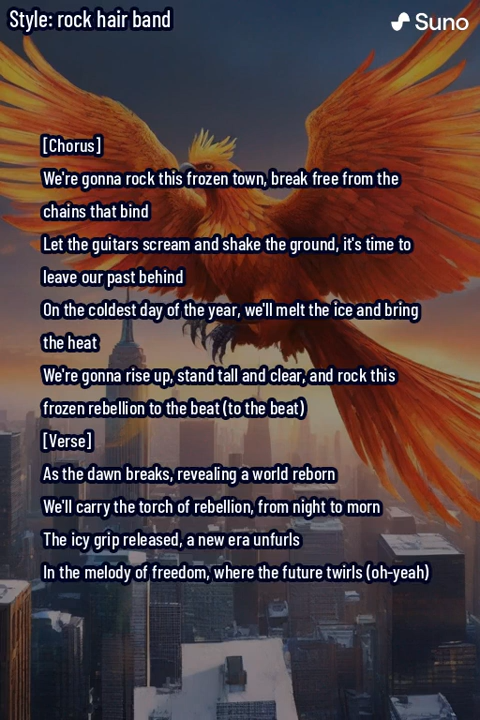 Style: rock hair band
Suno
[Chorus]
We're gonna rock this frozen town, break free from the
chains that bind
Let the guitars scream and shake the ground, it's time to
leave our past behind
On the coldest day of the year, we'll melt the ice and bring
the heat
We're gonna rise up, stand tall and clear, and rock this
frozen rebellion to the beat (to the beat)
[Verse]
As the dawn breaks, revealing a world reborn
We'll carry the torch of rebellion, from night to morn
The icy grip released, a new era unfurls
In the melody of freedom, where the future twirls (oh-yeah)